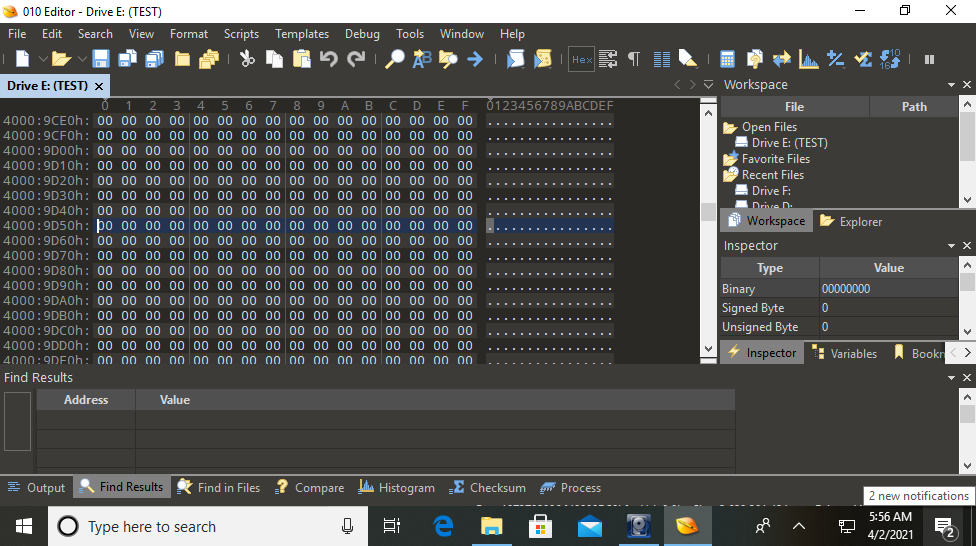 010 Editor - Drive E: (TEST)
File Edit Search View Format Scripts Templates Debug Tools Window Help
Hex
Drive E: (TEST)
0 1 2 3 4 5 6 7 8 9 A B C D E F 0123456789ABCDEF
4000:9CE0h: 00 00 00 00 00 00 00 00 00 00 00 00 00 00 00 00 ................
4000:9CF0h: 00 00 00 00 00 00 00 00 00 00 00 00 00 00 00 00 ................
4000:9D00h: 00 00 00 00 00 00 00 00 00 00 00 00 00 00 00 00 ................
4000:9D10h: 00 00 00 00 00 00 00 00 00 00 00 00 00 00 00 00 ................
4000:9D20h: 00 00 00 00 00 00 00 00 00 00 00 00 00 00 00 00 ................
4000:9D30h: 00 00 00 00 00 00 00 00 00 00 00 00 00 00 00 00 ................
4000:9D40h: 00 00 00 00 00 00 00 00 00 00 00 00 00 00 00 00 ................
4000:9D50h: 00 00 00 00 00 00 00 00 00 00 00 00 00 00 00 00 ................
4000:9D60h: 00 00 00 00 00 00 00 00 00 00 00 00 00 00 00 00 ................
4000:9D70h: 00 00 00 00 00 00 00 00 00 00 00 00 00 00 00 00 ................
4000:9D80h: 00 00 00 00 00 00 00 00 00 00 00 00 00 00 00 00 ................
4000:9D90h: 00 00 00 00 00 00 00 00 00 00 00 00 00 00 00 00 ................
4000:9DA0h: 00 00 00 00 00 00 00 00 00 00 00 00 00 00 00 00 ................
4000:9DB0h: 00 00 00 00 00 00 00 00 00 00 00 00 00 00 00 00 ................
4000:9DC0h: 00 00 00 00 00 00 00 00 00 00 00 00 00 00 00 00 ................
4000:9DD0h: 00 00 00 00 00 00 00 00 00 00 00 00 00 00 00 00 ................
4000:9DE0h: 00 00 00 00 00 00 00 00 00 00 00 00 00 00 00 00 ................
Workspace
File Path
Open Files
Drive E: (TEST)
Favorite Files
Recent Files
Drive F:
Drive D:
Workspace Explorer
Inspector
Type Value
Binary 00000000
Signed Byte 0
Unsigned Byte 0
Inspector Variables Bookn
Find Results
Address Value
Output Find Results Find in Files Compare Histogram Checksum Process
2 new notifications
Type here to search
5:56 AM
4/2/2021
2